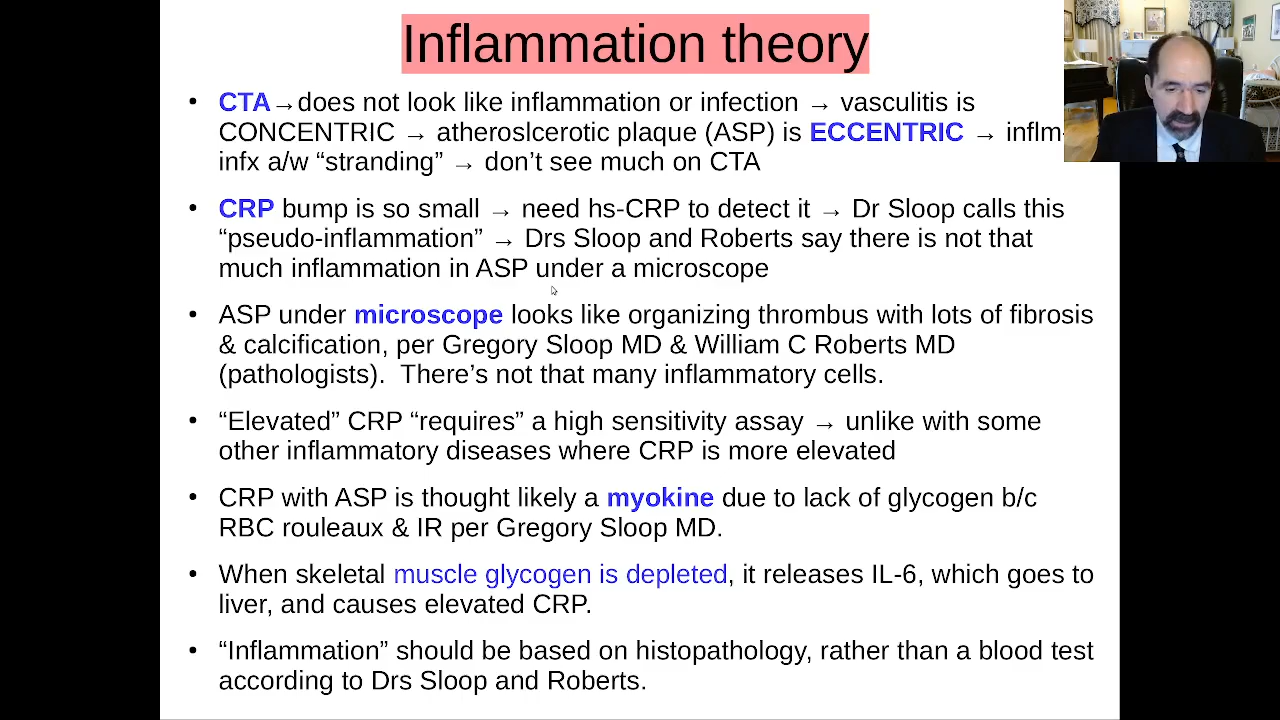 Inflammation theory
• CTA→does not look like inflammation or infection → vasculitis is
CONCENTRIC → atheroslcerotic plaque (ASP) is ECCENTRIC → inflm-
infx a/w “stranding” → don’t see much on CTA
• CRP bump is so small → need hs-CRP to detect it → Dr Sloop calls this
“pseudo-inflammation” → Drs Sloop and Roberts say there is not that
much inflammation in ASP under a microscope
• ASP under microscope looks like organizing thrombus with lots of fibrosis
& calcification, per Gregory Sloop MD & William C Roberts MD
(pathologists).  There’s not that many inflammatory cells.
• “Elevated” CRP “requires” a high sensitivity assay → unlike with some
other inflammatory diseases where CRP is more elevated
• CRP with ASP is thought likely a myokine due to lack of glycogen b/c
RBC rouleaux & IR per Gregory Sloop MD.
• When skeletal muscle glycogen is depleted, it releases IL-6, which goes to
liver, and causes elevated CRP.
• “Inflammation” should be based on histopathology, rather than a blood test
according to Drs Sloop and Roberts.